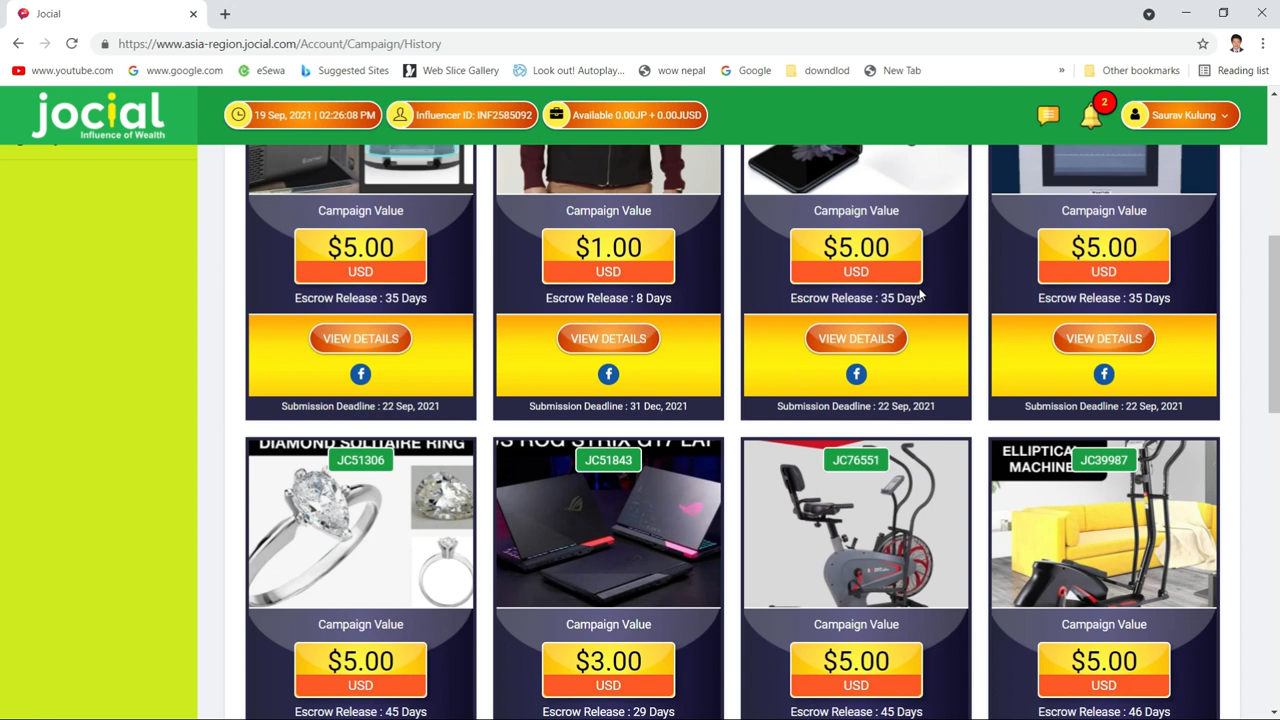 Jocial
https://www.asia-region.jocial.com/Account/Campaign/History
www.youtube.com
www.google.com
eSewa
Suggested Sites
Web Slice Gallery
Look out! Autoplay...
wow nepal
Google
downdlod
New Tab
»
Other bookmarks
Reading list
jocial
Influence of Wealth
19 Sep, 2021 | 02:26:08 PM
Influencer ID: INF2585092
Available 0.00JP + 0.00JUSD
2
Saurav Kulung
Campaign Value
Campaign Value
Campaign Value
Campaign Value
$5.00
$1.00
$5.00
$5.00
USD
USD
USD
USD
Escrow Release : 35 Days
Escrow Release : 8 Days
Escrow Release : 35 Days
Escrow Release : 35 Days
VIEW DETAILS
VIEW DETAILS
VIEW DETAILS
VIEW DETAILS
Submission Deadline : 22 Sep, 2021
Submission Deadline : 31 Dec, 2021
Submission Deadline : 22 Sep, 2021
Submission Deadline : 22 Sep, 2021
DIAMOND SOLITAIRE RING
JC51306
ROG STRIX G17
JC51843
JC76551
ELLIPTICAL
MACHINE
JC39987
Campaign Value
Campaign Value
Campaign Value
Campaign Value
$5.00
$3.00
$5.00
$5.00
USD
USD
USD
USD
Escrow Release : 45 Days
Escrow Release : 29 Days
Escrow Release : 45 Days
Escrow Release : 46 Days